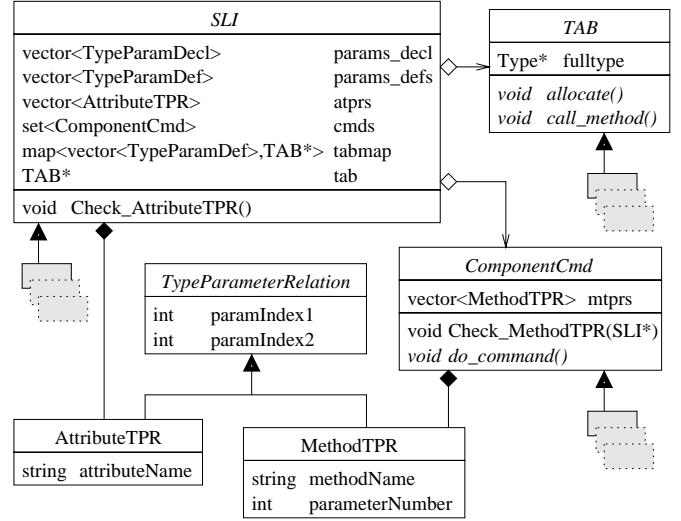 SLI
vector<TypeParamDecl> params_decl
vector<TypeParamDef> params_defs
vector<AttributeTPR> atprs
set<ComponentCmd> cmds
map<vector<TypeParamDef>,TAB*> tabmap
TAB* tab
void Check_AttributeTPR()
TAB
Type* fulltype
void allocate()
void call_method()
TypeParameterRelation
int paramIndex1
int paramIndex2
ComponentCmd
vector<MethodTPR> mtprs
void Check_MethodTPR(SLI*)
void do_command()
AttributeTPR
string attributeName
MethodTPR
string methodName
int parameterNumber